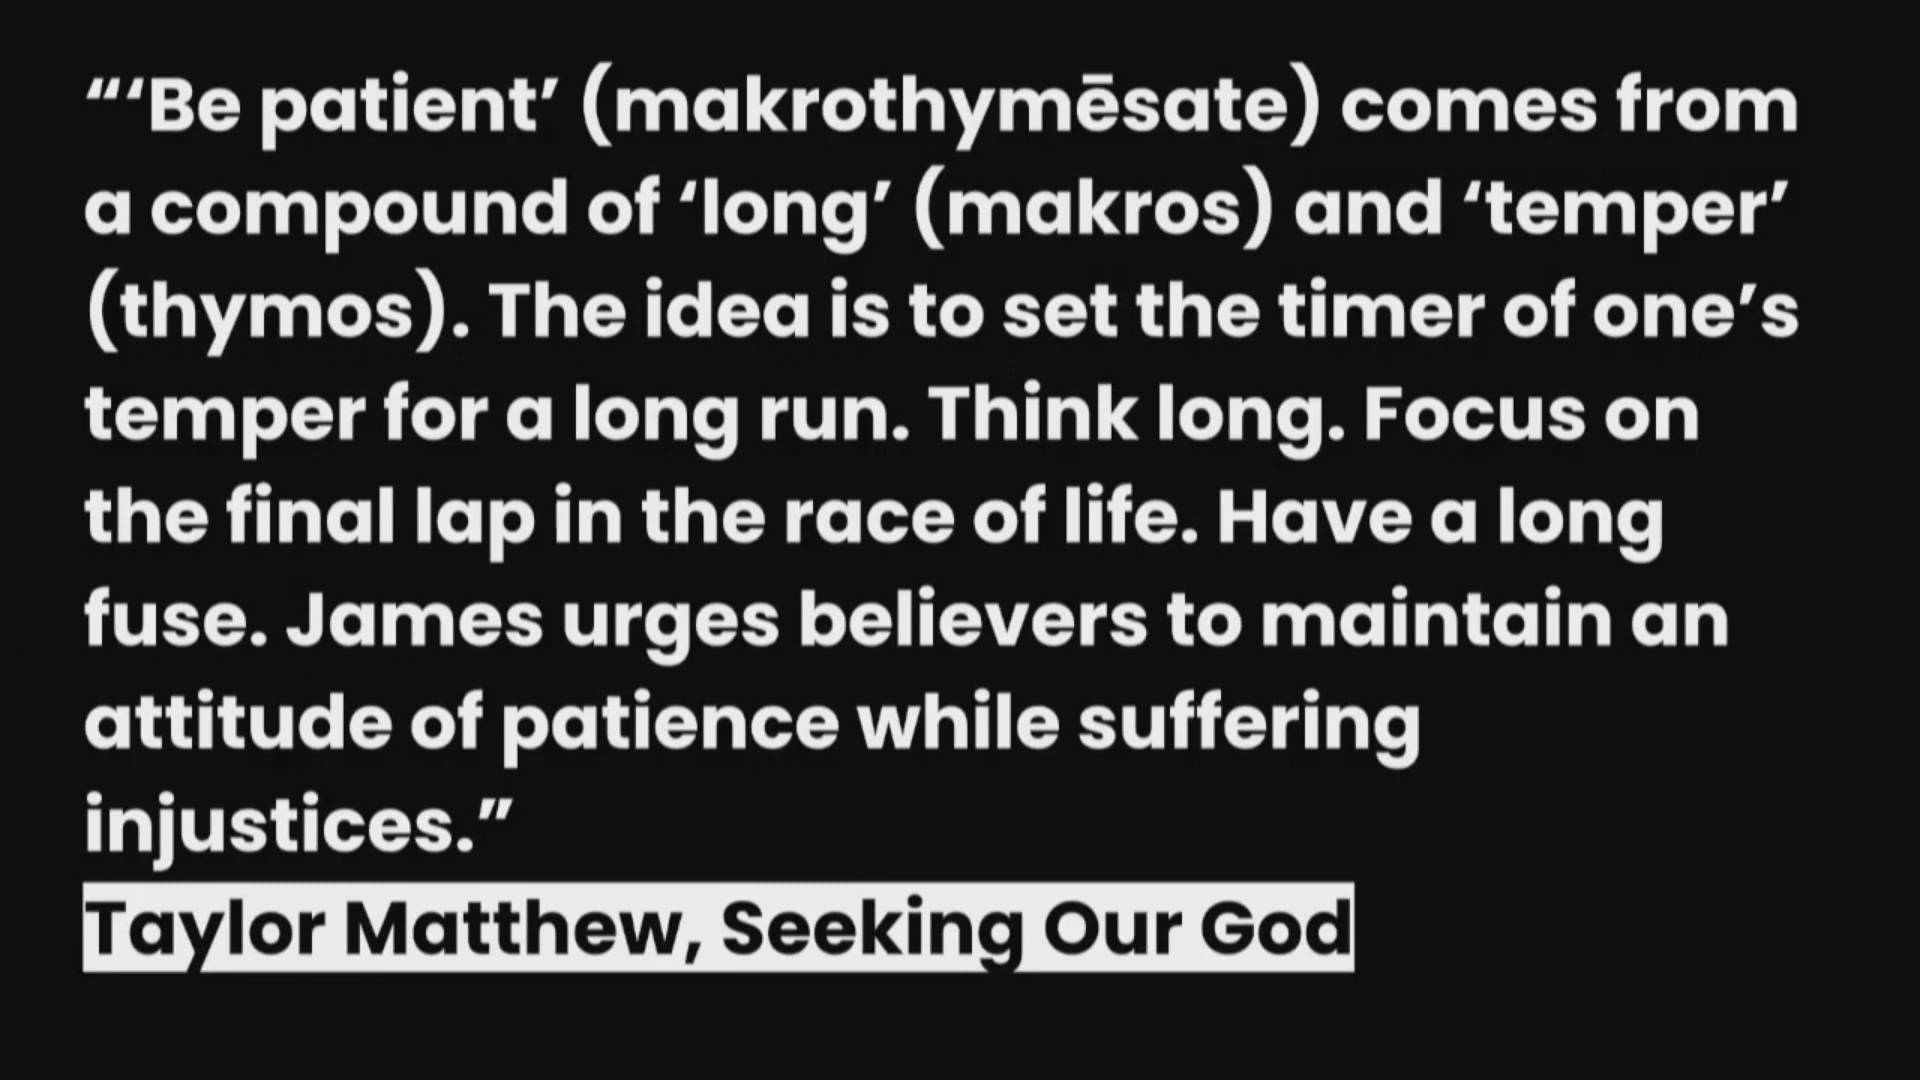 “‘Be patient’ (makrothymēsate) comes from
a compound of ‘long’ (makros) and ‘temper’
(thymos). The idea is to set the timer of one’s
temper for a long run. Think long. Focus on
the final lap in the race of life. Have a long
fuse. James urges believers to maintain an
attitude of patience while suffering
injustices.”
Taylor Matthew, Seeking Our God